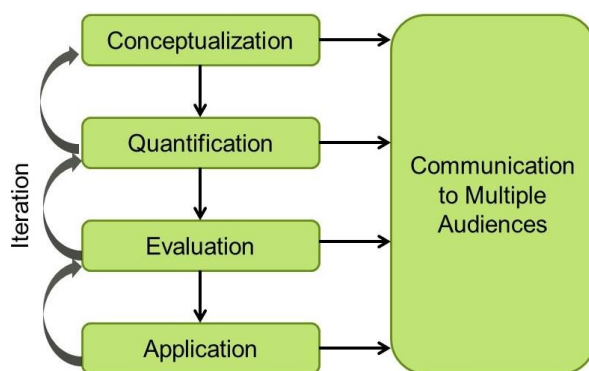 Conceptualization
Quantification
Evaluation
Application
Iteration
Communication
to Multiple
Audiences